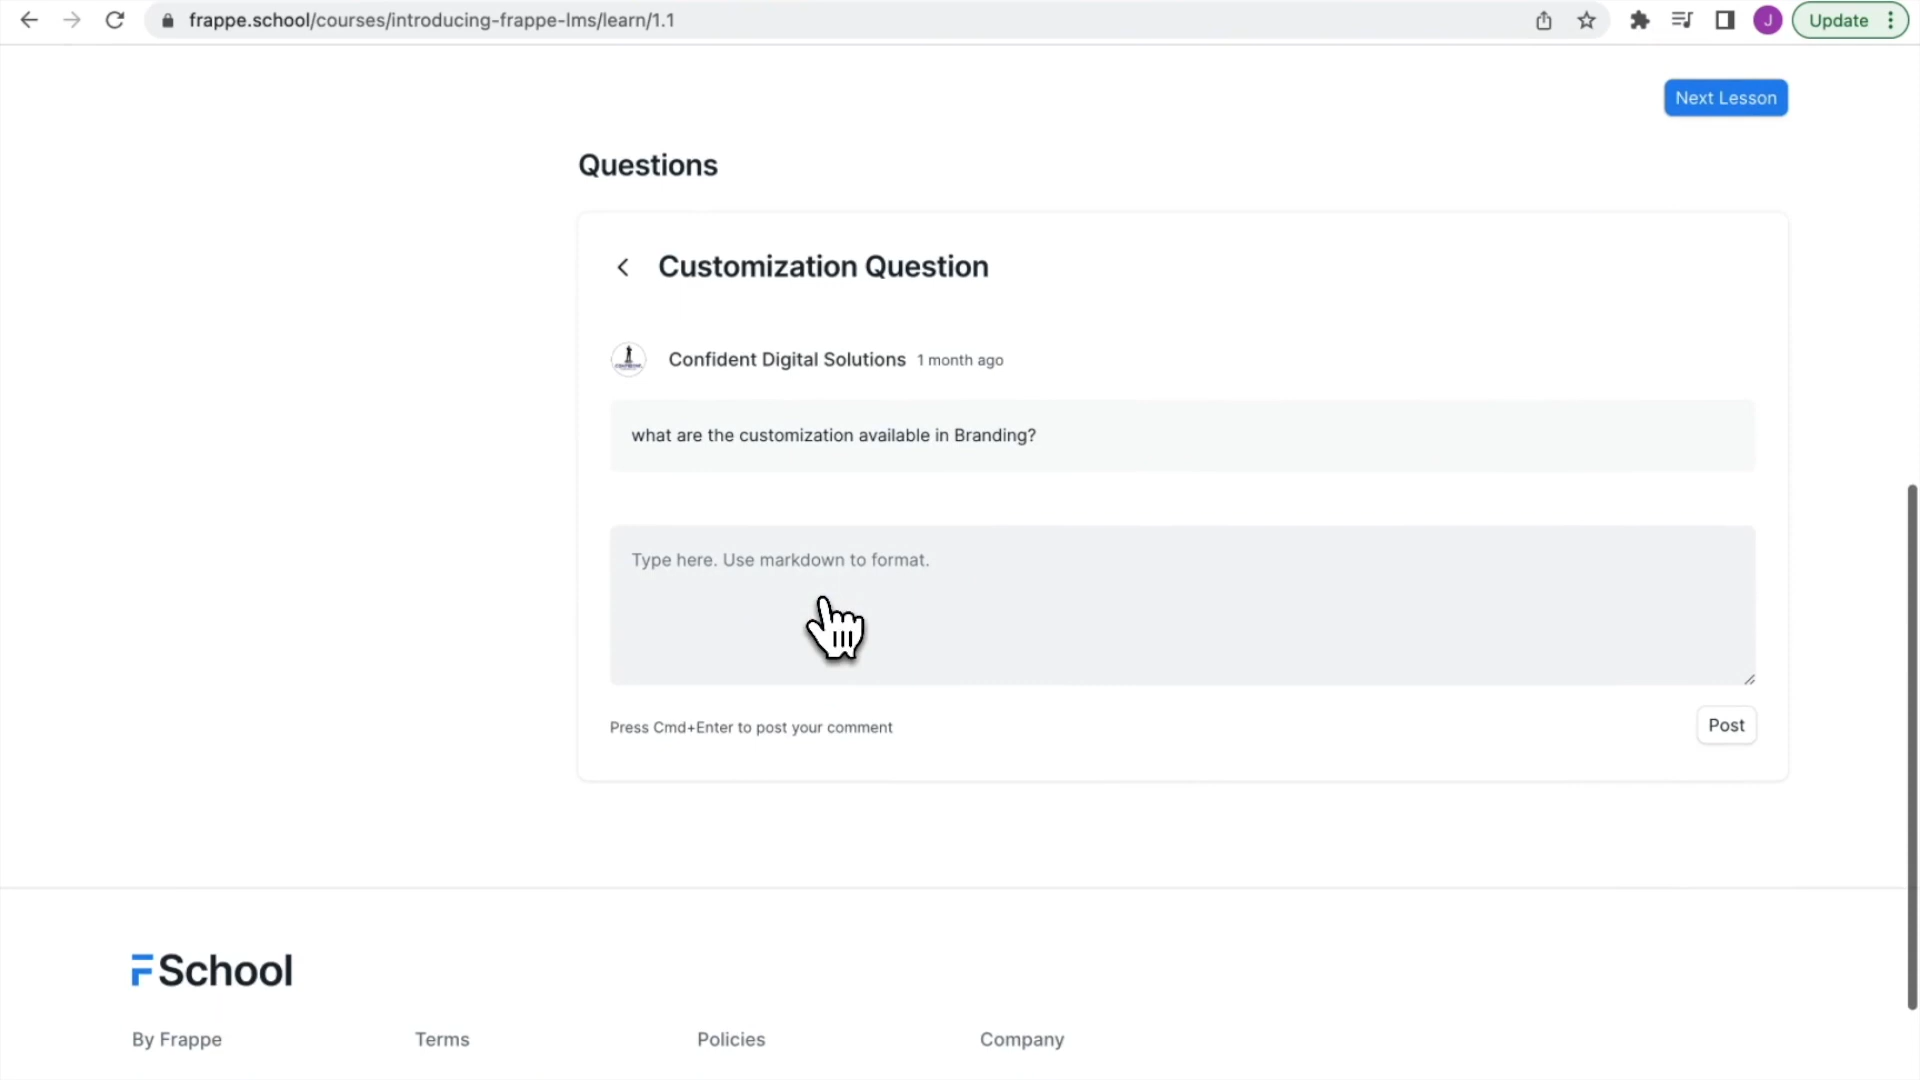 frappe.school/courses/introducing-frappe-lms/learn/1.1
J
Update
Next Lesson
Questions
Customization Question
Confident Digital Solutions 1 month ago
what are the customization available in Branding?
Type here. Use markdown to format.
Press Cmd+Enter to post your comment
Post
School
By Frappe
Terms
Policies
Company